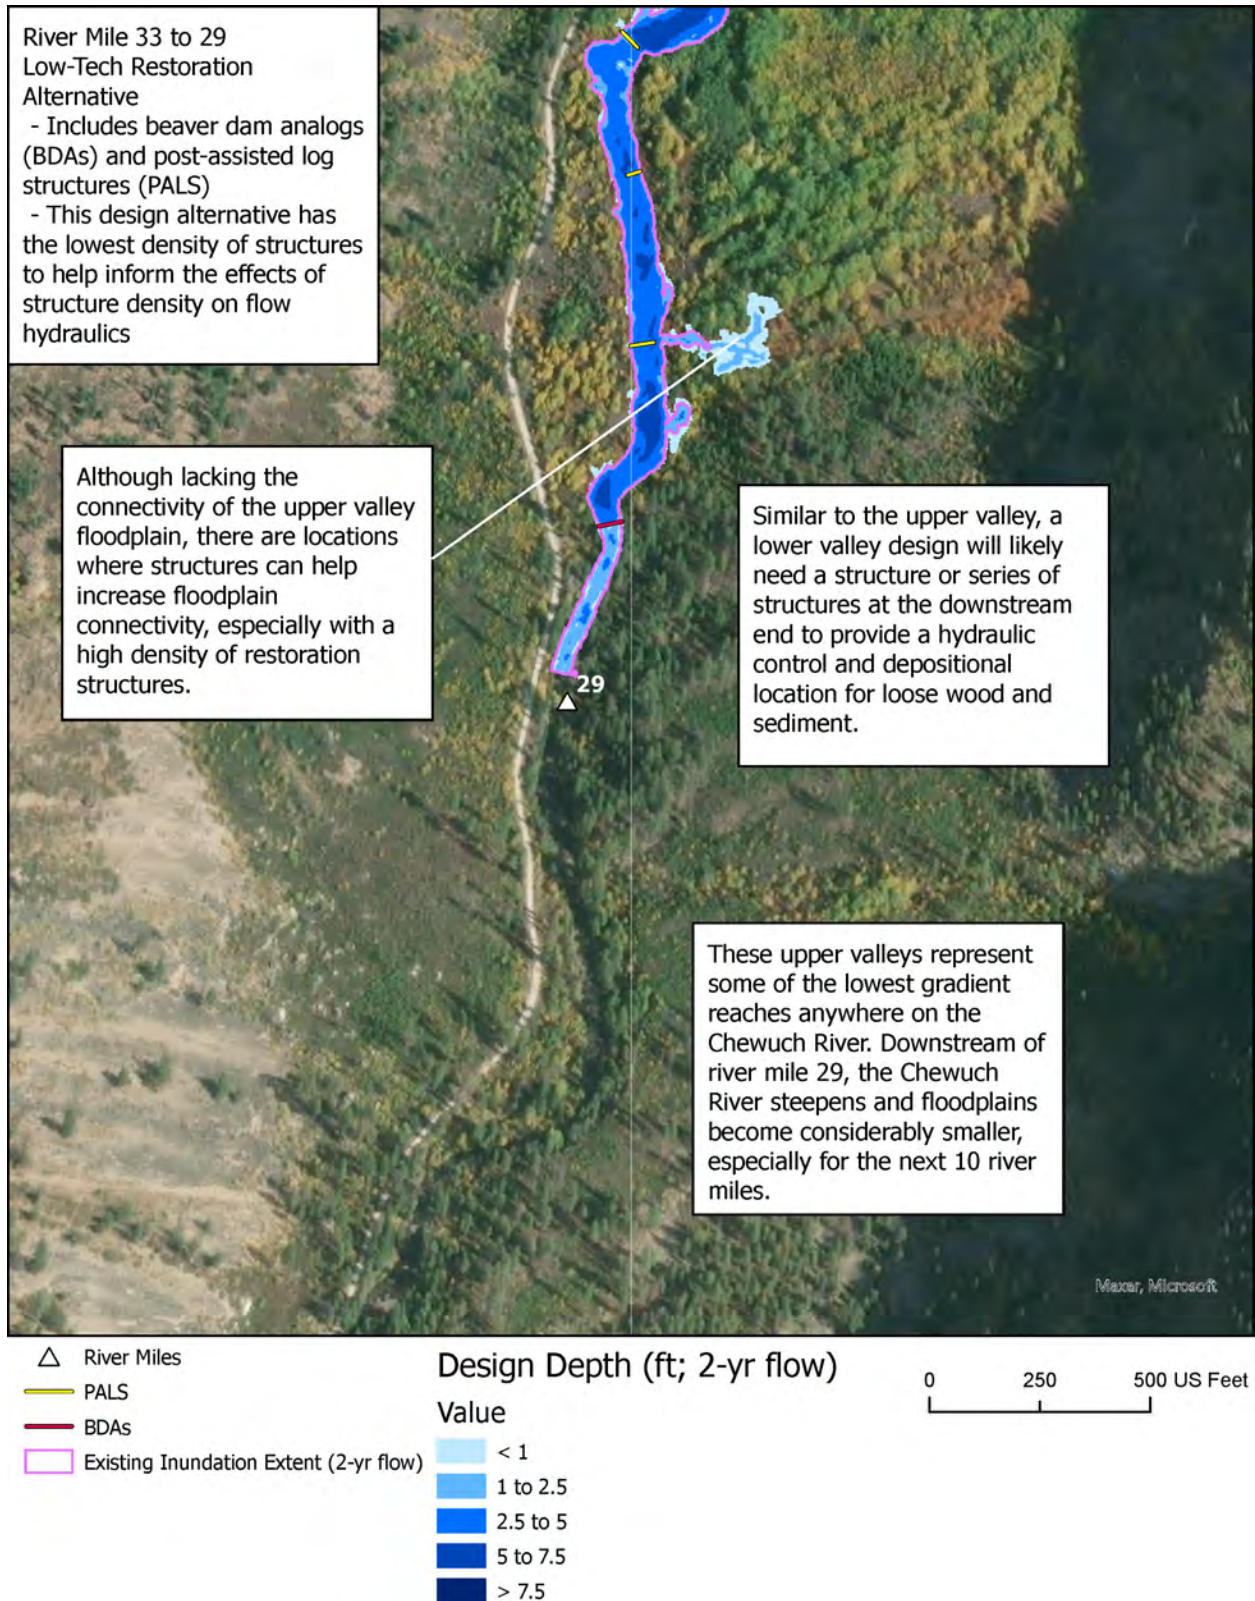 River Mile 33 to 29
Low-Tech Restoration
Alternative
- Includes beaver dam analogs
(BDAs) and post-assisted log
structures (PALS)
- This design alternative has
the lowest density of structures
to help inform the effects of
structure density on flow
hydraulics
Although lacking the
connectivity of the upper valley
floodplain, there are locations
where structures can help
increase floodplain
connectivity, especially with a
high density of restoration
structures.
Similar to the upper valley, a
lower valley design will likely
need a structure or series of
structures at the downstream
end to provide a hydraulic
control and depositional
location for loose wood and
sediment.
29
These upper valleys represent
some of the lowest gradient
reaches anywhere on the
Chewuch River. Downstream of
river mile 29, the Chewuch
River steepens and floodplains
become considerably smaller,
especially for the next 10 river
miles.
Maxar, Microsoft
River Miles
PALS
BDAs
Existing Inundation Extent (2-yr flow)
Design Depth (ft; 2-yr flow)
Value
< 1
1 to 2.5
2.5 to 5
5 to 7.5
> 7.5
0 250 500 US Feet